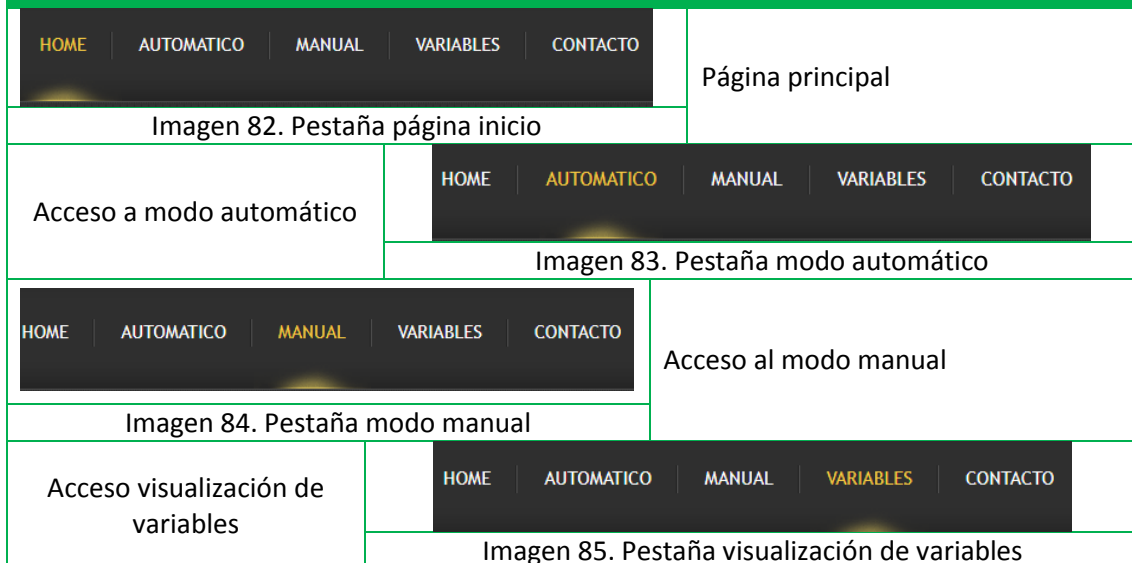 HOME AUTOMATICO MANUAL VARIABLES CONTACTO
Imagen 82. Pestaña página inicio
Página principal
Acceso a modo automático
HOME AUTOMATICO MANUAL VARIABLES CONTACTO
Imagen 83. Pestaña modo automático
HOME AUTOMATICO MANUAL VARIABLES CONTACTO
Imagen 84. Pestaña modo manual
Acceso al modo manual
Acceso visualización de
variables
HOME AUTOMATICO MANUAL VARIABLES CONTACTO
Imagen 85. Pestaña visualización de variables